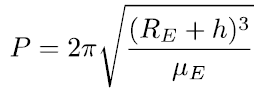 P = 2π√((R_E + h)³/μ_E)